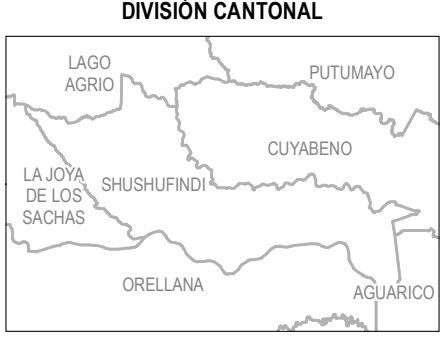 DIVISIÓN CANTONAL
LAGO
AGRIO
PUTUMAYO
CUYABENO
LA JOYA
DE LOS
SACHAS
SHUSHUFINDI
ORELLANA
AGUARICO